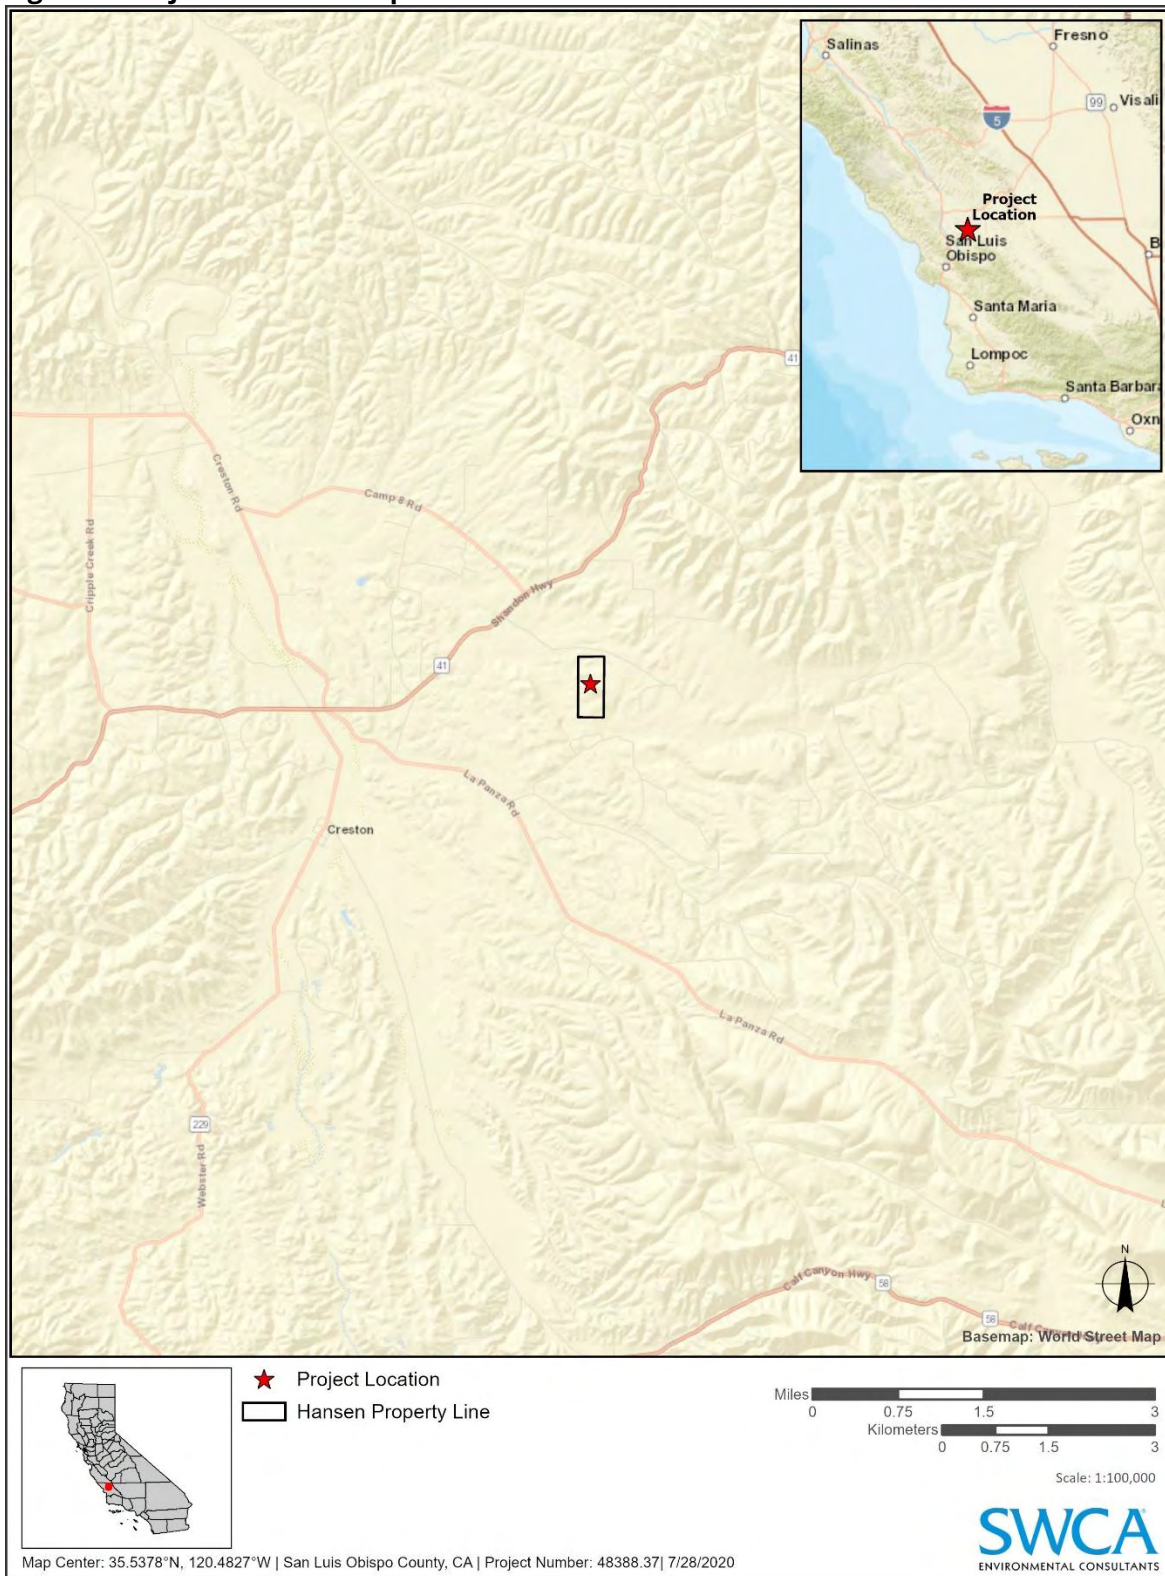 Salinas
Fresno
99
Visali
5
Project
Location
San Luis
Obispo
B
Santa Maria
Lompoc
Santa Barbara
Oxn
41
Creston Rd
Camp 8 Rd
Cripple Creek Rd
Shandon Hwy
41
La Panza Rd
Creston
La Panza Rd
229
Webster Rd
N
Calf Canyon Hwy
58
58
Basemap: World Street Map
Project Location
Hansen Property Line
Miles
0 0.75 1.5 3
Kilometers
0 0.75 1.5 3
Scale: 1:100,000
SWCA
ENVIRONMENTAL CONSULTANTS
Map Center: 35.5378°N, 120.4827°W | San Luis Obispo County, CA | Project Number: 48388.37| 7/28/2020